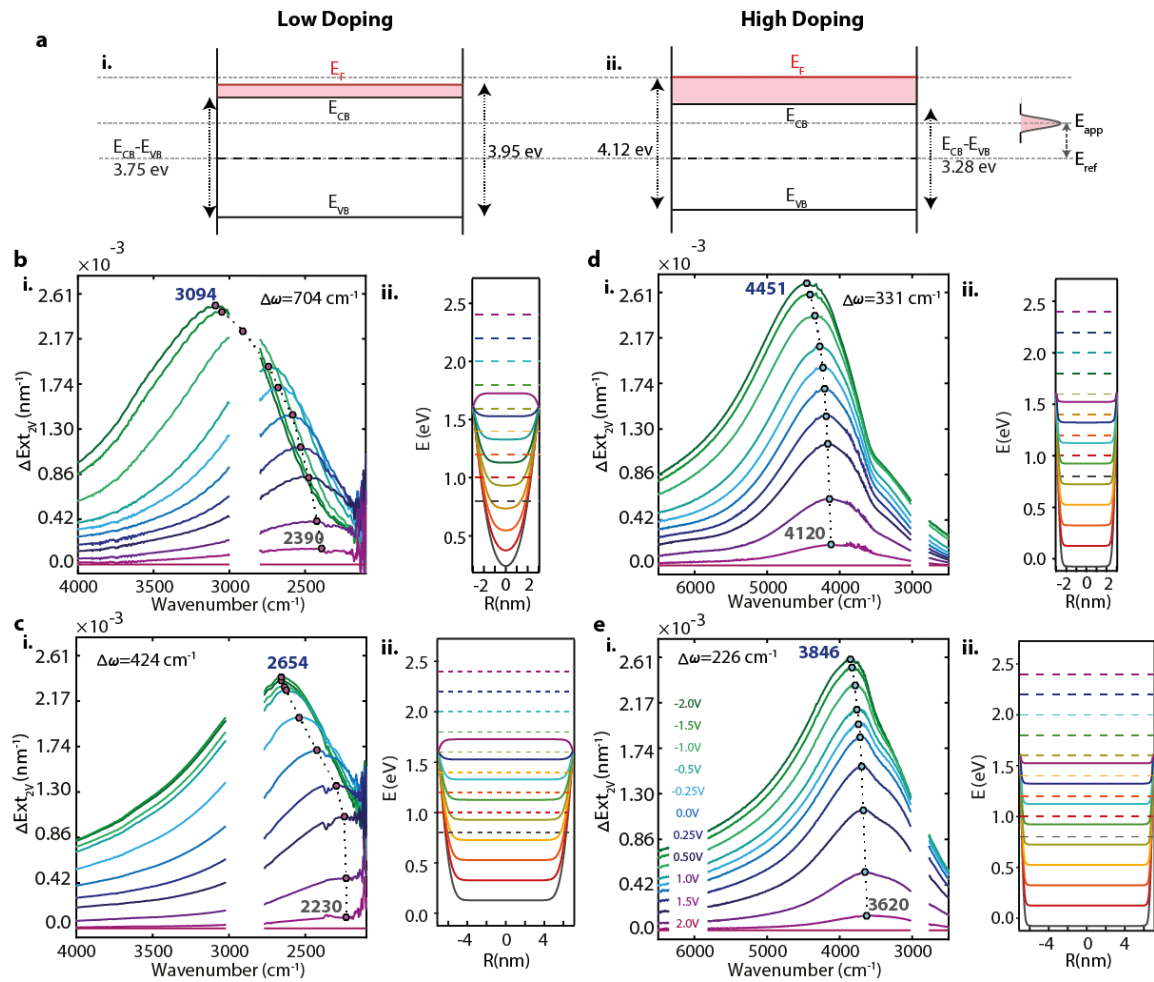 Low Doping
High Doping
a
i.
E_F
E_CB
E_CB-E_VB
3.75 ev
3.95 ev
E_VB
ii.
E_F
E_CB
4.12 ev
E_CB-E_VB
3.28 ev
E_VB
E_app
E_ref
b
×10^-3
i.
3094
Δω=704 cm^-1
2.61
2.17
1.74
1.30
0.86
0.42
0.0
ΔExt_2V (nm^-1)
2390
4000 3500 3000 2500
Wavenumber (cm^-1)
ii.
2.5
2.0
1.5
1.0
0.5
E (eV)
-2 0 2
R(nm)
d
×10^-3
i.
4451
Δω=331 cm^-1
2.61
2.17
1.74
1.30
0.86
0.42
0.0
ΔExt_2V (nm^-1)
4120
6000 5000 4000 3000
Wavenumber (cm^-1)
ii.
2.5
2.0
1.5
1.0
0.5
0.0
E(eV)
-2 0 2
R(nm)
c
×10^-3
i.
Δω=424 cm^-1
2654
2.61
2.17
1.74
1.30
0.86
0.42
0.0
ΔExt_2V (nm^-1)
2230
4000 3500 3000 2500
Wavenumber (cm^-1)
ii.
2.5
2.0
1.5
1.0
0.5
0.0
E (eV)
-4 0 4
R(nm)
e
×10^-3
i.
Δω=226 cm^-1
3846
2.61
2.17
1.74
1.30
0.86
0.42
0.0
ΔExt_2V (nm^-1)
-2.0V
-1.5V
-1.0V
-0.5V
-0.25V
0.0V
0.25V
0.50V
1.0V
1.5V
2.0V
3620
6000 5000 4000 3000
Wavenumber (cm^-1)
ii.
2.5
2.0
1.5
1.0
0.5
0.0
E (eV)
-4 0 4
R(nm)